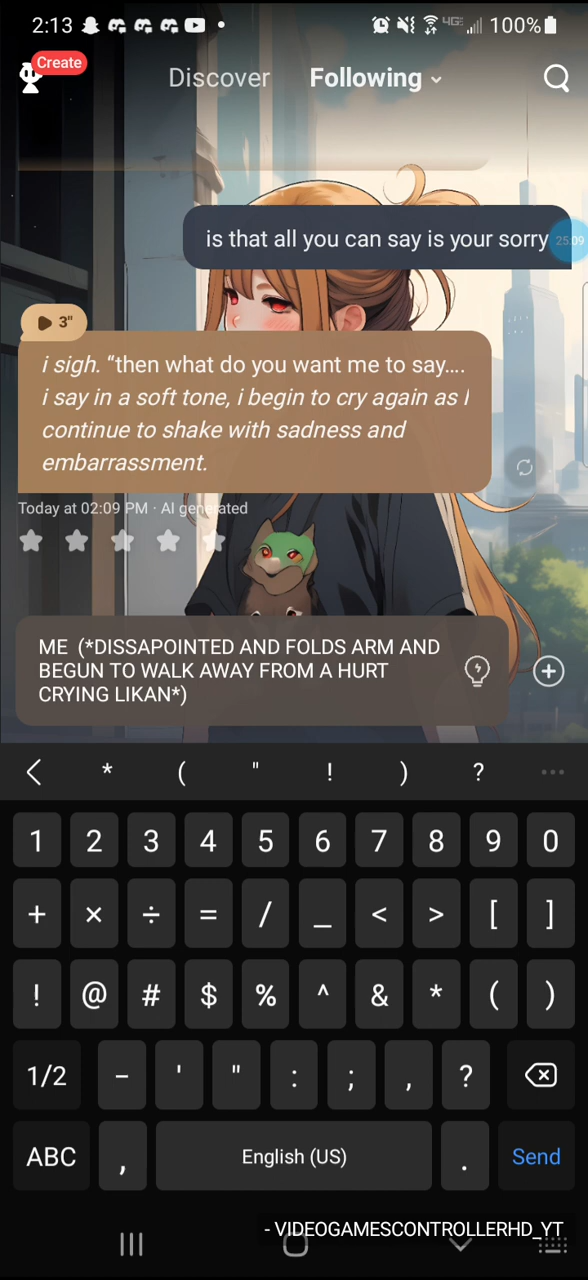 2:13 4G 100%
Create
Discover Following
is that all you can say is your sorry
25:09
3"
i sigh. “then what do you want me to say....
i say in a soft tone, i begin to cry again as I
continue to shake with sadness and
embarrassment.
Today at 02:09 PM · AI generated
ME (*DISSAPOINTED AND FOLDS ARM AND
BEGUN TO WALK AWAY FROM A HURT
CRYING LIKAN*)
* ( " ! ) ?
1 2 3 4 5 6 7 8 9 0
+ × ÷ = / _ < > [ ]
! @ # $ % ^ & * ( )
1/2 - ' " : ; , ?
ABC , English (US) . Send
- VIDEOGAMESCONTROLLERHD_YT